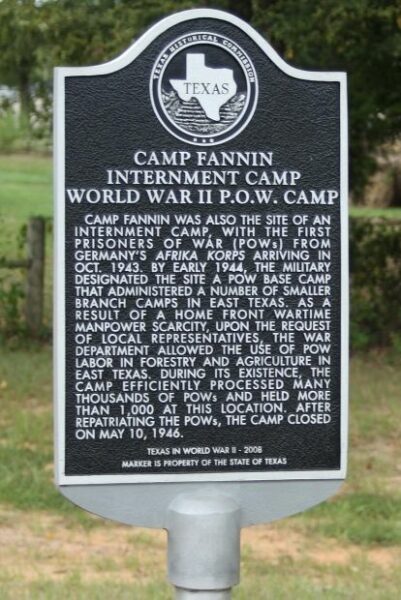 TEXAS HISTORICAL COMMISSION
TEXAS
CAMP FANNIN
INTERNMENT CAMP
WORLD WAR II P.O.W. CAMP
CAMP FANNIN WAS ALSO THE SITE OF AN
INTERNMENT CAMP, WITH THE FIRST
PRISONERS OF WAR (POWs) FROM
GERMANY'S AFRIKA KORPS ARRIVING IN
OCT. 1943. BY EARLY 1944, THE MILITARY
DESIGNATED THE SITE A POW BASE CAMP
THAT ADMINISTERED A NUMBER OF SMALLER
BRANCH CAMPS IN EAST TEXAS. AS A
RESULT OF A HOME FRONT WARTIME
MANPOWER SCARCITY, UPON THE REQUEST
OF LOCAL REPRESENTATIVES, THE WAR
DEPARTMENT ALLOWED THE USE OF POW
LABOR IN FORESTRY AND AGRICULTURE IN
EAST TEXAS. DURING ITS EXISTENCE, THE
CAMP EFFICIENTLY PROCESSED MANY
THOUSANDS OF POWs AND HELD MORE
THAN 1,000 AT THIS LOCATION. AFTER
REPATRIATING THE POWs, THE CAMP CLOSED
ON MAY 10, 1946.
TEXAS IN WORLD WAR II - 2008
MARKER IS PROPERTY OF THE STATE OF TEXAS